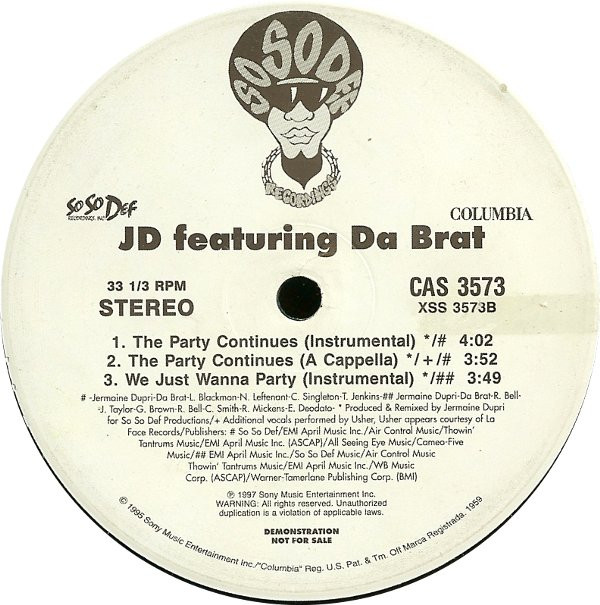 SO SO DEF
RECORDINGS
So So Def
RECORDINGS, INC.
COLUMBIA
JD featuring Da Brat
33 1/3 RPM
STEREO
CAS 3573
XSS 3573B
1. The Party Continues (Instrumental) */# 4:02
2. The Party Continues (A Cappella) */+/# 3:52
3. We Just Wanna Party (Instrumental) */## 3:49
# -Jermaine Dupri-Da Brat-L. Blackmon-N. Leftenant-C. Singleton-T. Jenkins-## Jermaine Dupri-Da Brat-R. Bell-
-J. Taylor-G. Brown-R. Bell-C. Smith-R. Mickens-E. Deodato- * Produced & Remixed by Jermaine Dupri
for So So Def Productions/+ Additional vocals performed by Usher, Usher appears courtesy of La
Face Records/Publishers: # So So Def/EMI April Music Inc./ Air Control Music/Thowin'
Tantrums Music/EMI April Music Inc. (ASCAP)/All Seeing Eye Music/Cameo-Five
Music/## EMI April Music Inc./So So Def Music/Air Control Music
Thowin' Tantrums Music/EMI April Music Inc./WB Music
Corp. (ASCAP)/Warner-Tamerlane Publishing Corp. (BMI)
℗ 1997 Sony Music Entertainment Inc.
WARNING: All rights reserved. Unauthorized
duplication is a violation of applicable laws.
DEMONSTRATION
NOT FOR SALE
© 1995 Sony Music Entertainment Inc./"Columbia" Reg. U.S. Pat. & Tm. Off Marca Registrada. 1959